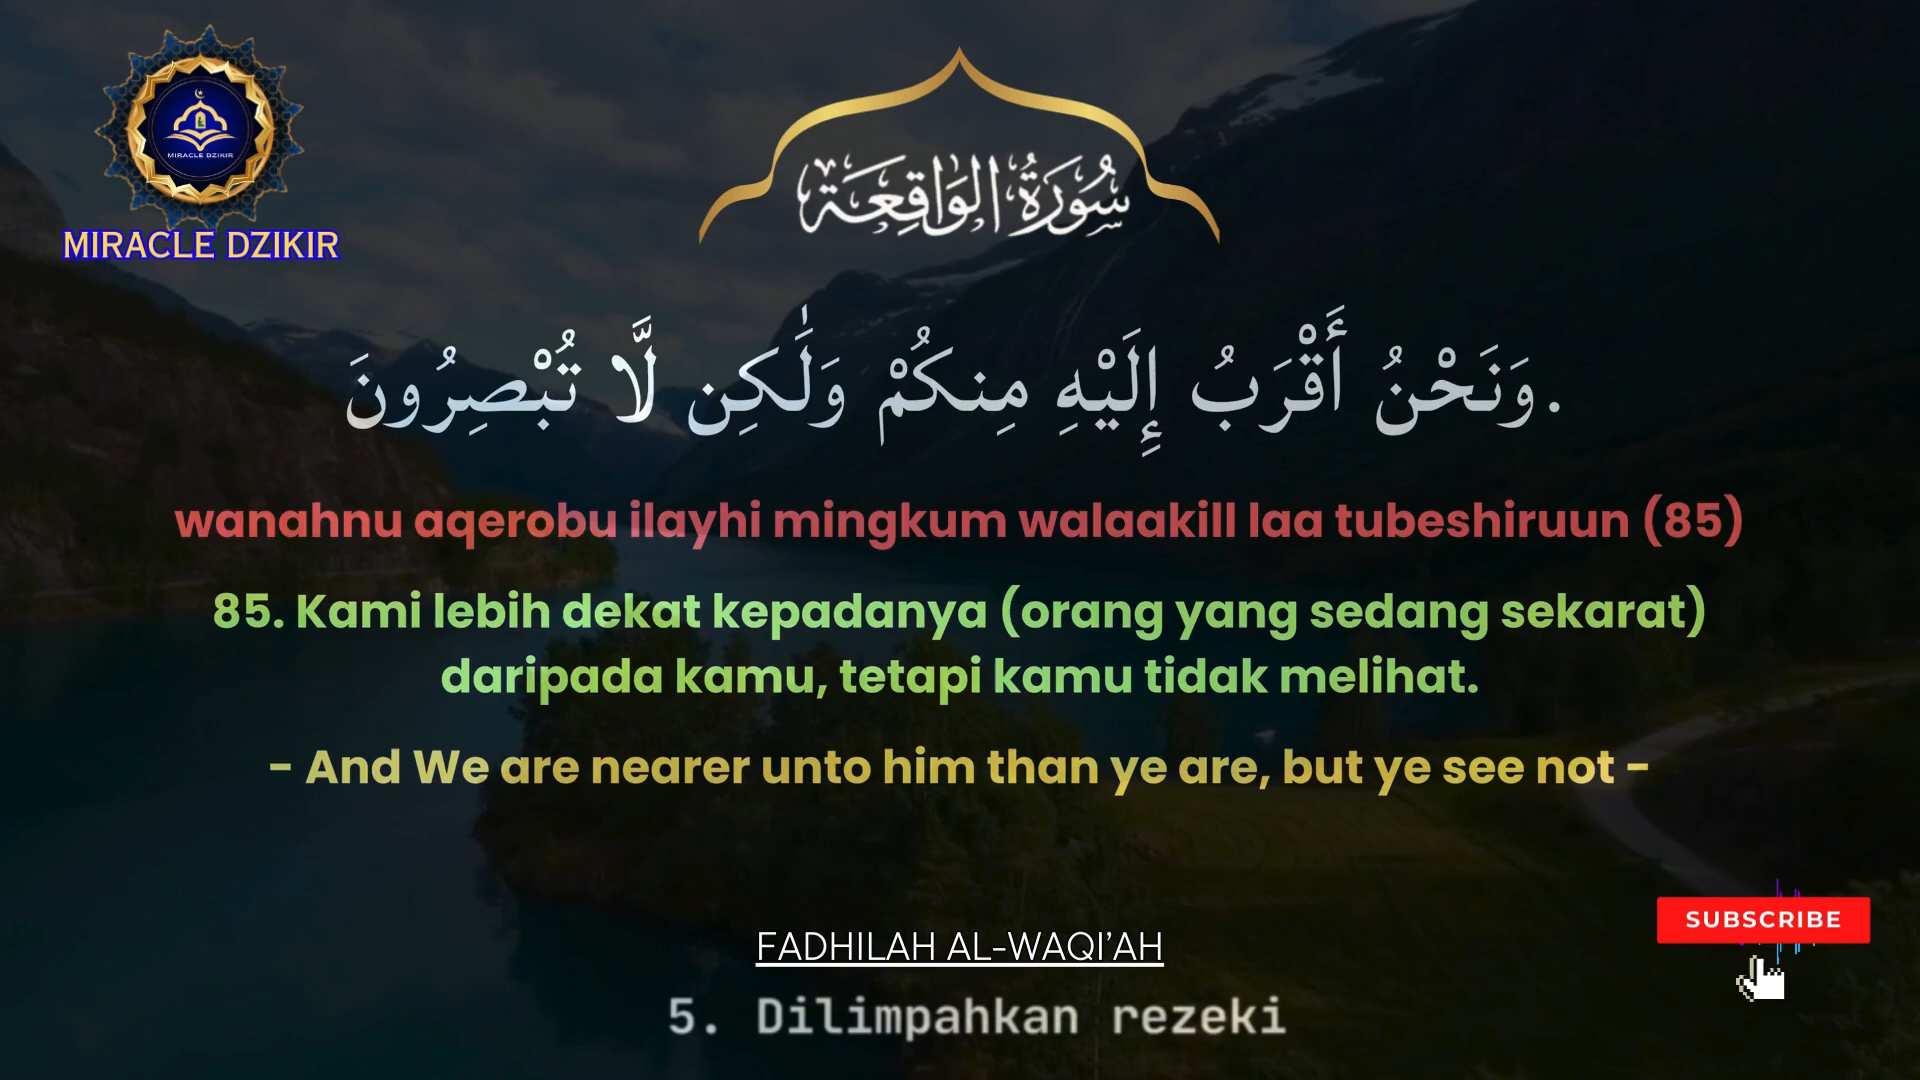 MIRACLE DZIKIR
MIRACLE DZIKIR
سُورَةُ الوَاقِعَة
وَنَحْنُ أَقْرَبُ إِلَيْهِ مِنكُمْ وَلَٰكِن لَّا تُبْصِرُونَ.
wanahnu aqerobu ilayhi mingkum walaakill laa tubeshiruun (85)
85. Kami lebih dekat kepadanya (orang yang sedang sekarat)
daripada kamu, tetapi kamu tidak melihat.
- And We are nearer unto him than ye are, but ye see not -
SUBSCRIBE
FADHILAH AL-WAQI'AH
5. Dilimpahkan rezeki